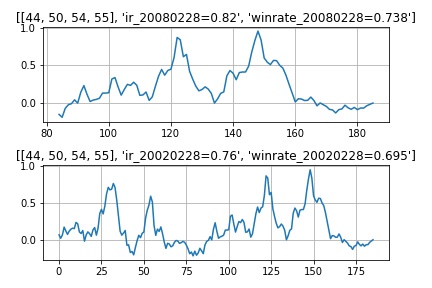 [[44, 50, 54, 55], 'ir_20080228=0.82', 'winrate_20080228=0.738']
1.0
0.5
0.0
80 100 120 140 160 180
[[44, 50, 54, 55], 'ir_20020228=0.76', 'winrate_20020228=0.695']
1.0
0.5
0.0
0 25 50 75 100 125 150 175